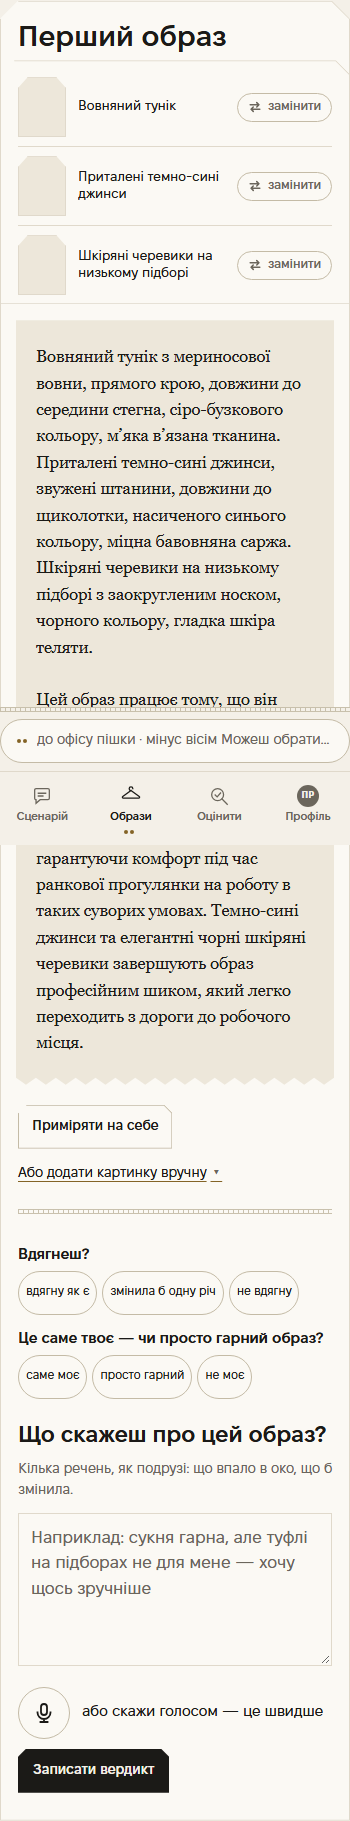 Перший образ
Вовняний тунік
замінити
Приталені темно-сині
джинси
замінити
Шкіряні черевики на
низькому підборі
замінити
Вовняний тунік з мериносової
вовни, прямого крою, довжини до
середини стегна, сіро-бузкового
кольору, м’яка в’язана тканина.
Приталені темно-сині джинси,
звужені штанини, довжини до
щиколотки, насиченого синього
кольору, міцна бавовняна саржа.
Шкіряні черевики на низькому
підборі з заокругленим носком,
чорного кольору, гладка шкіра
теляти.
Цей образ працює тому, що він
до офісу пішки · мінус вісім Можеш обрати...
Сценарій
Образи
Оцінити
ПР
Профіль
гарантуючи комфорт під час
ранкової прогулянки на роботу в
таких суворих умовах. Темно-сині
джинси та елегантні чорні шкіряні
черевики завершують образ
професійним шиком, який легко
переходить з дороги до робочого
місця.
Приміряти на себе
Або додати картинку вручну
Вдягнеш?
вдягну як є
змінила б одну річ
не вдягну
Це саме твоє — чи просто гарний образ?
саме моє
просто гарний
не моє
Що скажеш про цей образ?
Кілька речень, як подрузі: що впало в око, що б
змінила.
Наприклад: сукня гарна, але туфлі
на підборах не для мене — хочу
щось зручніше
або скажи голосом — це швидше
Записати вердикт